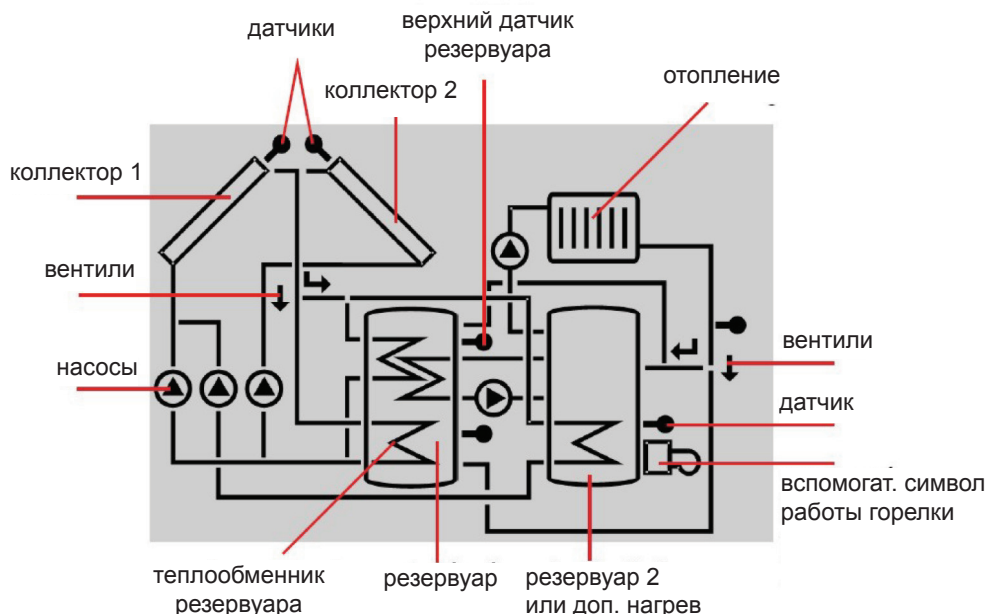 датчики
верхний датчик
резервуара
отопление
коллектор 2
коллектор 1
вентили
насосы
вентили
датчик
вспомогат. символ
работы горелки
теплообменник
резервуара
резервуар
резервуар 2
или доп. нагрев